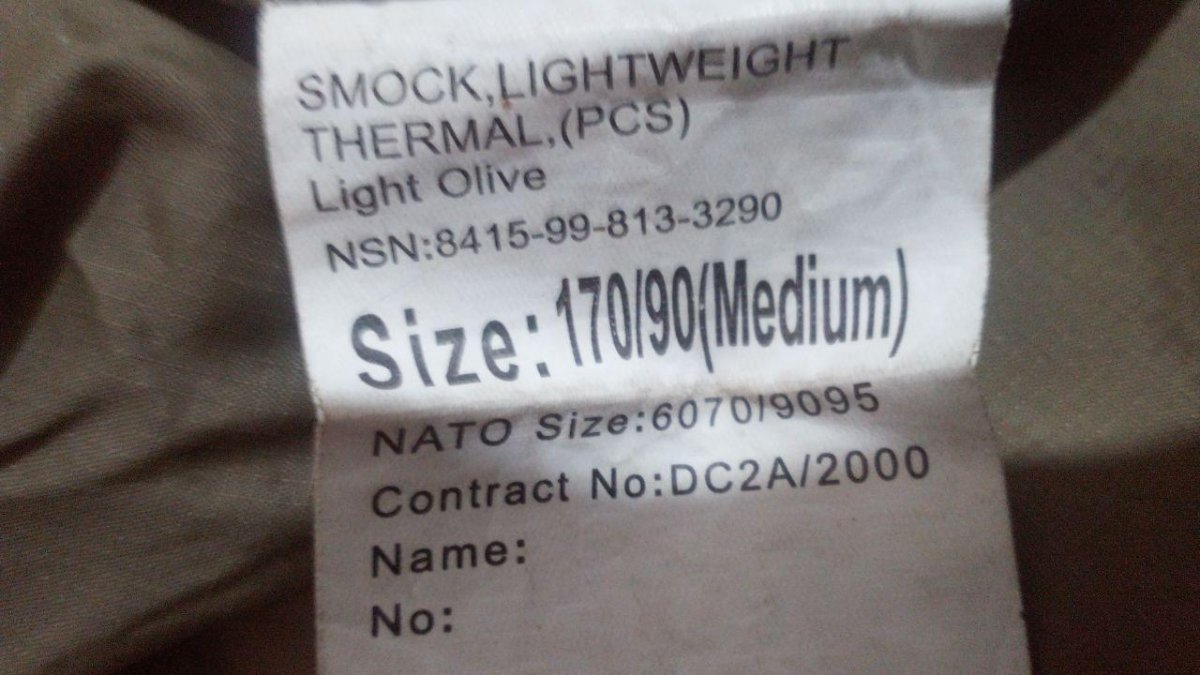 SMOCK,LIGHTWEIGHT
THERMAL,(PCS)
Light Olive
NSN:8415-99-813-3290
Size:170/90(Medium)
NATO Size:6070/9095
Contract No:DC2A/2000
Name:
No: